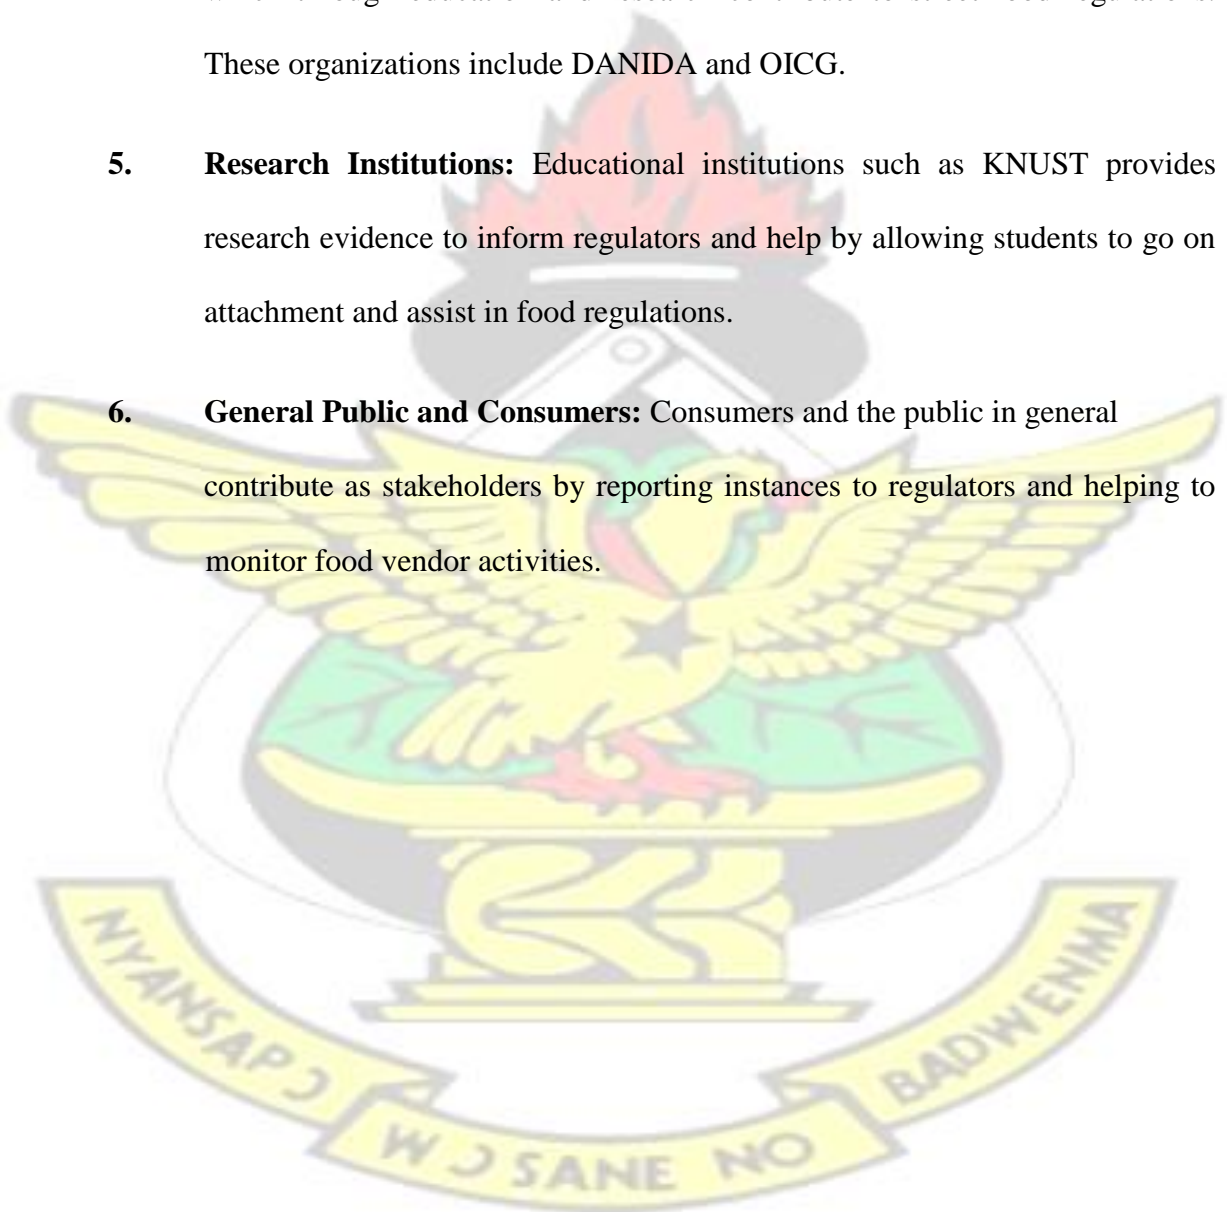 These organizations include DANIDA and OICG.
5. Research Institutions: Educational institutions such as KNUST provides
research evidence to inform regulators and help by allowing students to go on
attachment and assist in food regulations.
6. General Public and Consumers: Consumers and the public in general
contribute as stakeholders by reporting instances to regulators and helping to
monitor food vendor activities.
NYANSAPƆ
WƆSANE NO
BADWENMA